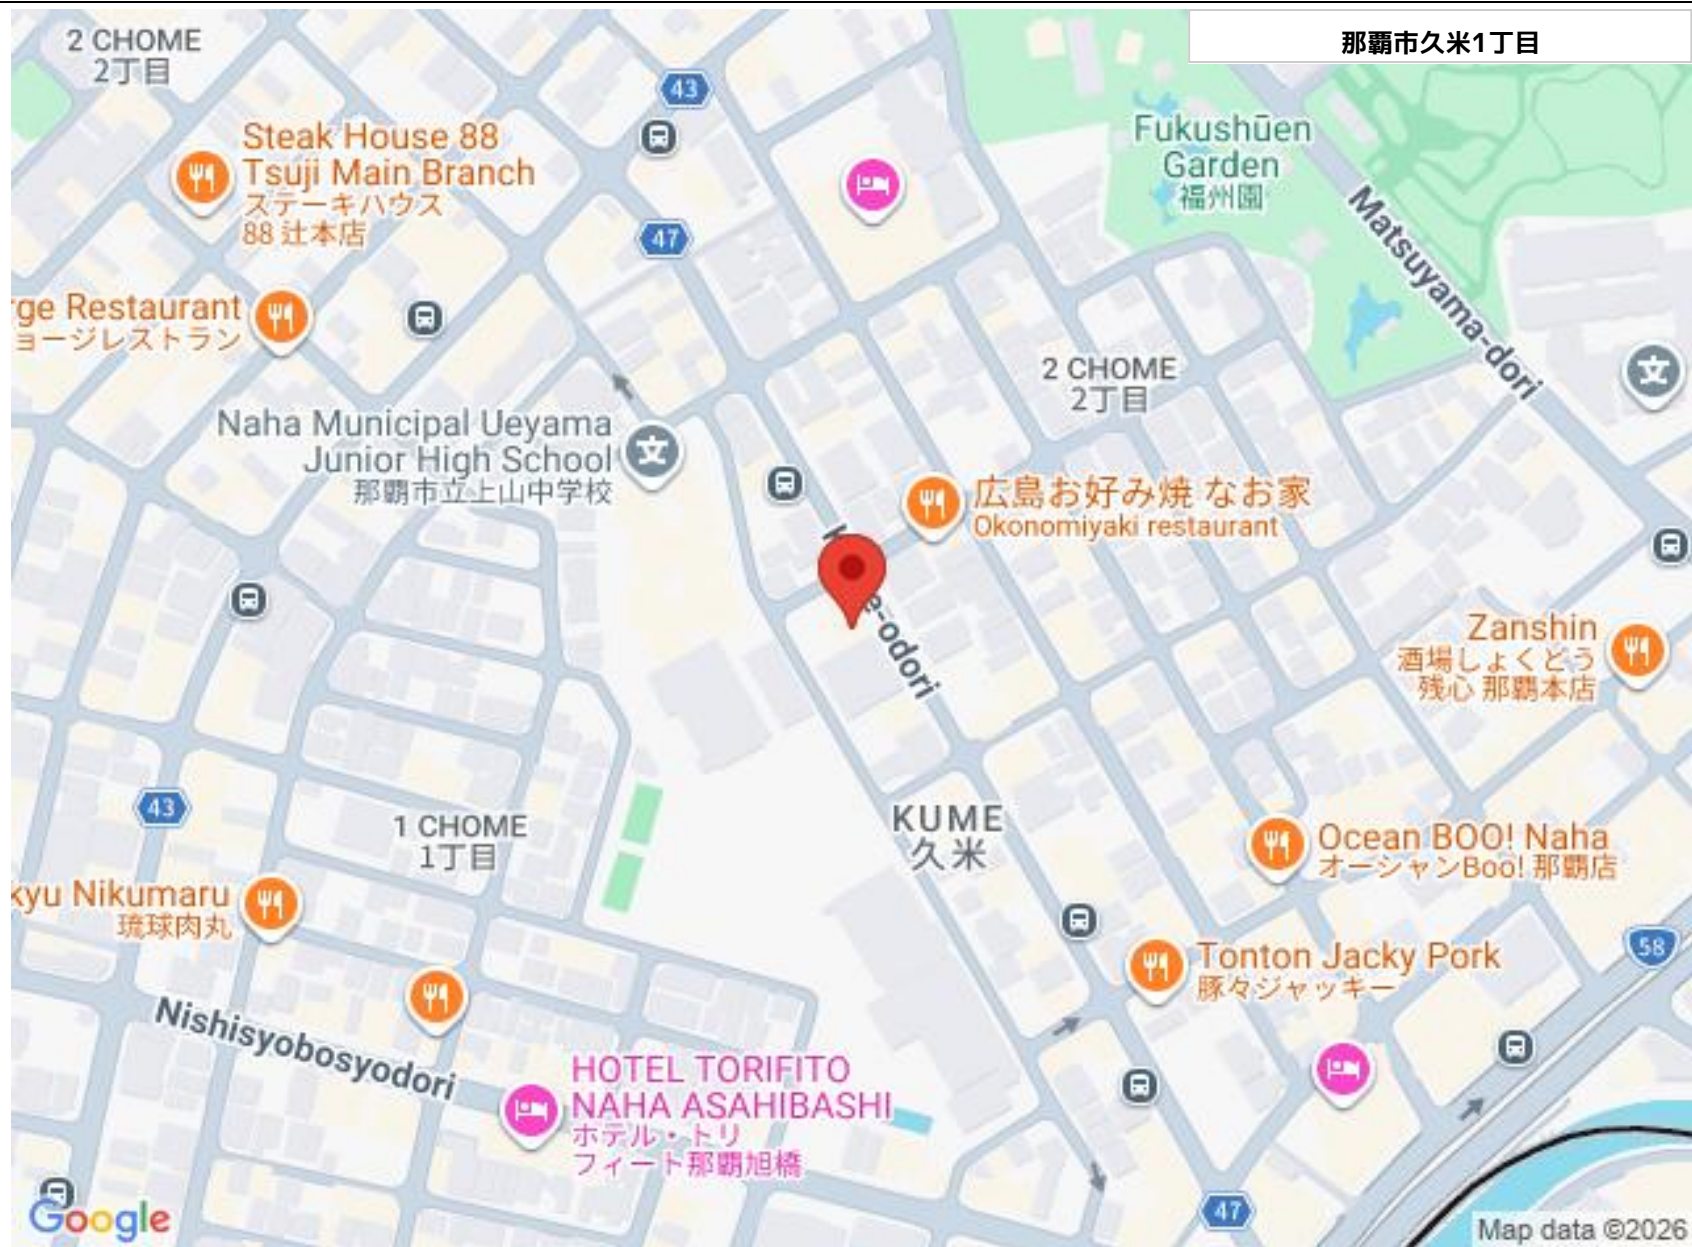 那覇市久米1丁目
2 CHOME
2丁目
43
Steak House 88
Tsuji Main Branch
ステーキハウス
88 辻本店
Fukushūen
Garden
福州園
Matsuyama-dori
47
rge Restaurant
ョージレストラン
2 CHOME
2丁目
文
Naha Municipal Ueyama
Junior High School
那覇市立上山中学校
文
広島お好み焼 なお家
Okonomiyaki restaurant
e-odori
Zanshin
酒場しょくどう
残心 那覇本店
43
1 CHOME
1丁目
KUME
久米
Ocean BOO! Naha
オーシャンBoo! 那覇店
kyu Nikumaru
琉球肉丸
58
Tonton Jacky Pork
豚々ジャッキー
Nishisyobosyodori
HOTEL TORIFITO
NAHA ASAHIBASHI
ホテル・トリ
フィート那覇旭橋
47
Google
Map data ©2026